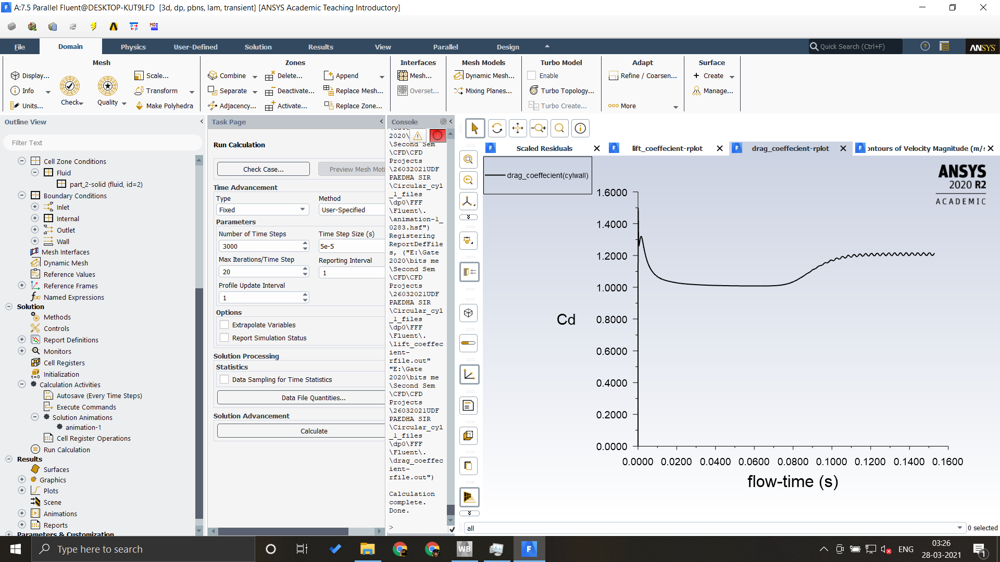 A:7.5 Parallel Fluent@DESKTOP-KUT9LFD [3d, dp, pbns, lam, transient] [ANSYS Academic Teaching Introductory]
File Domain Physics User-Defined Solution Results View Parallel Design Quick Search (Ctrl+F) ANSYS
Mesh Zones Interfaces Mesh Models Turbo Model Adapt Surface
Display... Scale... Combine Delete... Append Mesh... Dynamic Mesh... Enable Refine / Coarsen... Create
Info Check Quality Transform Separate Deactivate... Replace Mesh... Overset... Mixing Planes... Turbo Topology... Manage...
Units... Make Polyhedra Adjacency... Activate... Replace Zone... Turbo Create... More
Outline View
Filter Text
Cell Zone Conditions
Fluid
part_2-solid (fluid, id=2)
Boundary Conditions
Inlet
Internal
Outlet
Wall
Mesh Interfaces
Dynamic Mesh
Reference Values
Reference Frames
Named Expressions
Solution
Methods
Controls
Report Definitions
Monitors
Cell Registers
Initialization
Calculation Activities
Autosave (Every Time Steps)
Execute Commands
Solution Animations
animation-1
Cell Register Operations
Run Calculation
Results
Surfaces
Graphics
Plots
Scene
Animations
Reports
Parameters & Customization
Task Page
Run Calculation
Check Case... Preview Mesh Moti
Time Advancement
Type Method
Fixed User-Specified
Parameters
Number of Time Steps Time Step Size (s)
3000 5e-5
Max Iterations/Time Step Reporting Interval
20 1
Profile Update Interval
1
Options
Extrapolate Variables
Report Simulation Status
Solution Processing
Statistics
Data Sampling for Time Statistics
Data File Quantities...
Solution Advancement
Calculate
Console
2020\
\Second Sem
\CFD\CFD
Projects
\26032021UDF
PAEDHA SIR
\Circular_cyl
_1_files
\dp0\FFF
\Fluent\.
\animation-1_
0283.hsf")
Registering
ReportDefFile
s, ("E:\Gate
2020\bits me
\Second Sem
\CFD\CFD
Projects
\26032021UDF
PAEDHA SIR
\Circular_cyl
_1_files
\dp0\FFF
\Fluent\.
\lift_coeffec
ient-
rfile.out"
"E:\Gate
2020\bits me
\Second Sem
\CFD\CFD
Projects
\26032021UDF
PAEDHA SIR
\Circular_cyl
_1_files
\dp0\FFF
\Fluent\.
\drag_coeffec
ient-
rfile.out")
Calculation
complete.
Done.
>
Scaled Residuals lift_coeffecient-rplot drag_coeffecient-rplot ontours of Velocity Magnitude (m/s
drag_coeffecient(cylwall)
ANSYS
2020 R2
ACADEMIC
1.6000
1.4000
1.2000
1.0000
Cd
0.8000
0.6000
0.4000
0.2000
0.0000
0.0000 0.0200 0.0400 0.0600 0.0800 0.1000 0.1200 0.1400 0.1600
flow-time (s)
all 0 selected
Type here to search WB ENG 03:26
28-03-2021 1